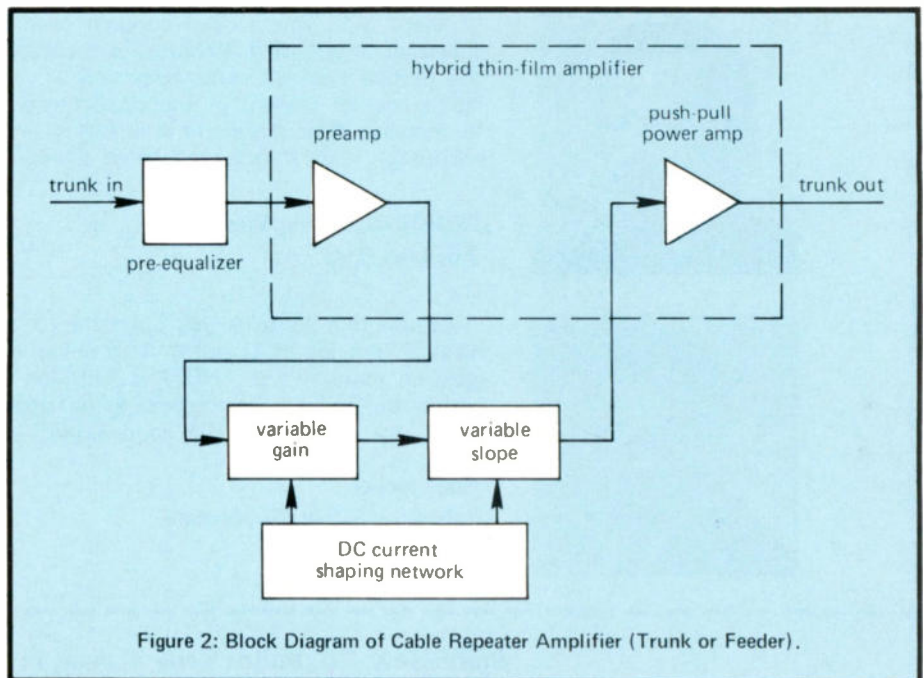 hybrid thin-film amplifier
push-pull
power amp
preamp
trunk in
trunk out
pre-equalizer
variable
gain
variable
slope
DC current
shaping network
Figure 2: Block Diagram of Cable Repeater Amplifier (Trunk or Feeder).